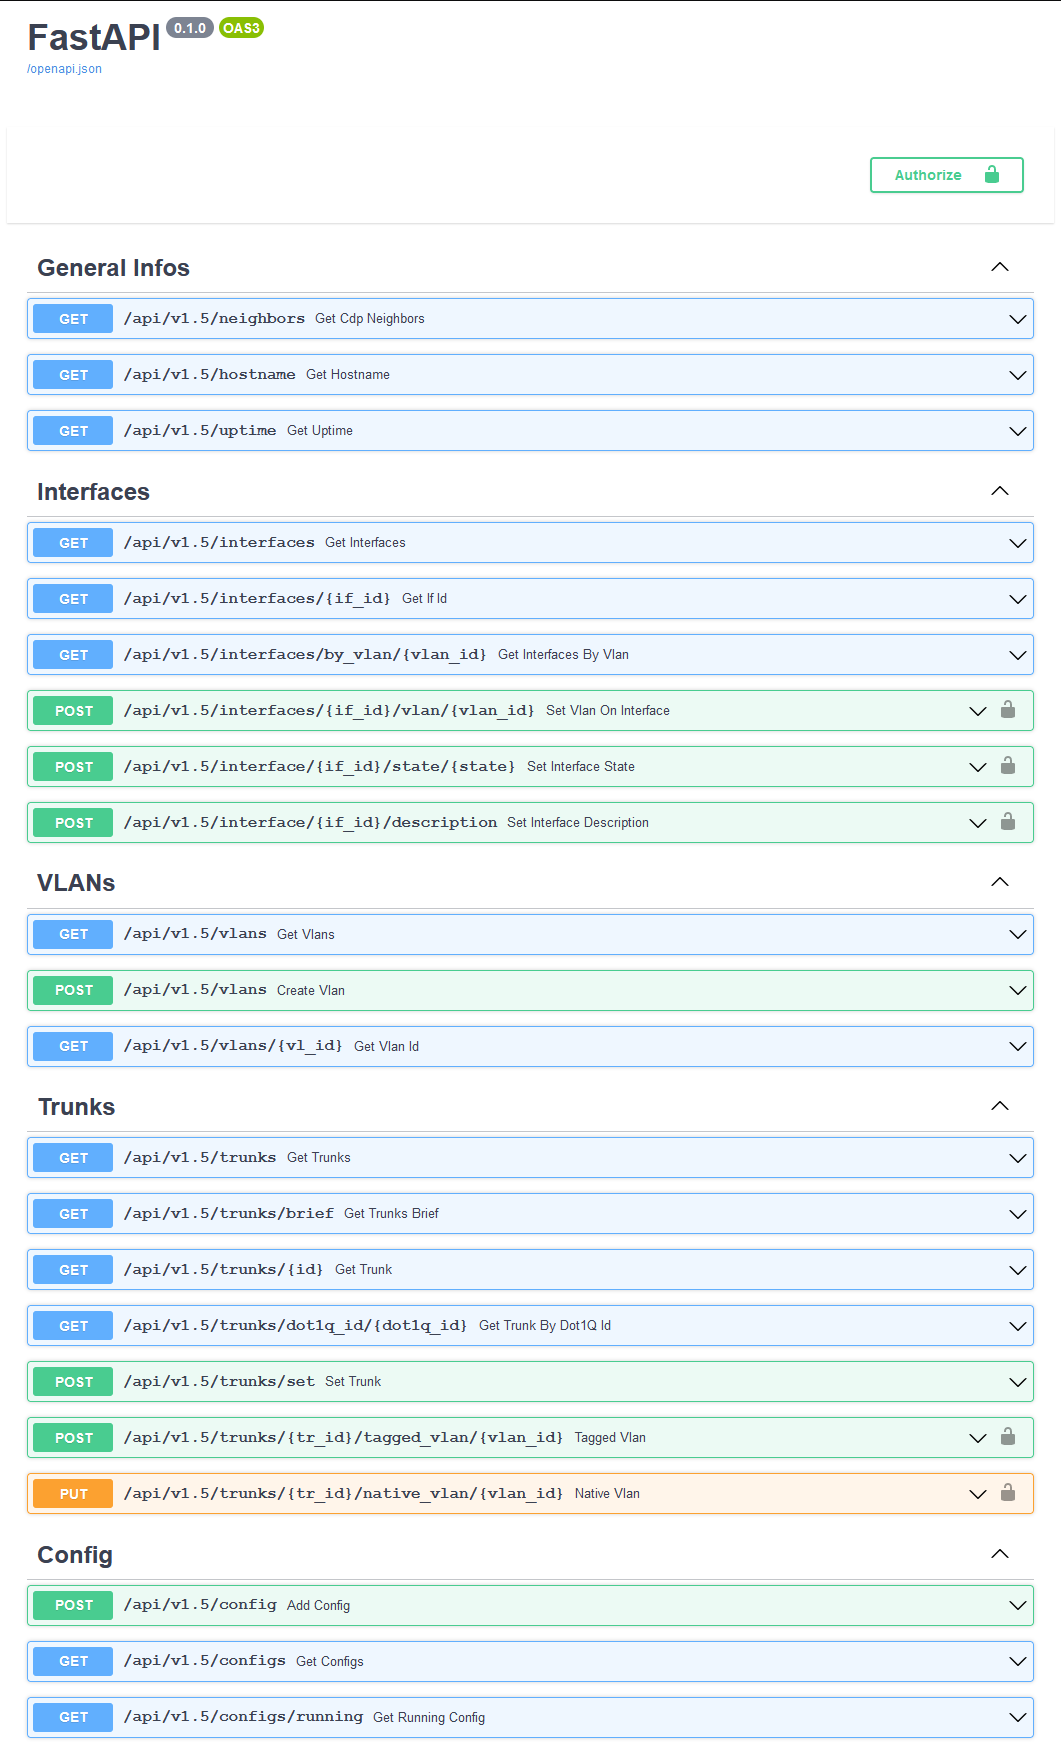 FastAPI 0.1.0 OAS3
/openapi.json
Authorize
General Infos
GET /api/v1.5/neighbors Get Cdp Neighbors
GET /api/v1.5/hostname Get Hostname
GET /api/v1.5/uptime Get Uptime
Interfaces
GET /api/v1.5/interfaces Get Interfaces
GET /api/v1.5/interfaces/{if_id} Get If Id
GET /api/v1.5/interfaces/by_vlan/{vlan_id} Get Interfaces By Vlan
POST /api/v1.5/interfaces/{if_id}/vlan/{vlan_id} Set Vlan On Interface
POST /api/v1.5/interface/{if_id}/state/{state} Set Interface State
POST /api/v1.5/interface/{if_id}/description Set Interface Description
VLANs
GET /api/v1.5/vlans Get Vlans
POST /api/v1.5/vlans Create Vlan
GET /api/v1.5/vlans/{vl_id} Get Vlan Id
Trunks
GET /api/v1.5/trunks Get Trunks
GET /api/v1.5/trunks/brief Get Trunks Brief
GET /api/v1.5/trunks/{id} Get Trunk
GET /api/v1.5/trunks/dot1q_id/{dot1q_id} Get Trunk By Dot1Q Id
POST /api/v1.5/trunks/set Set Trunk
POST /api/v1.5/trunks/{tr_id}/tagged_vlan/{vlan_id} Tagged Vlan
PUT /api/v1.5/trunks/{tr_id}/native_vlan/{vlan_id} Native Vlan
Config
POST /api/v1.5/config Add Config
GET /api/v1.5/configs Get Configs
GET /api/v1.5/configs/running Get Running Config